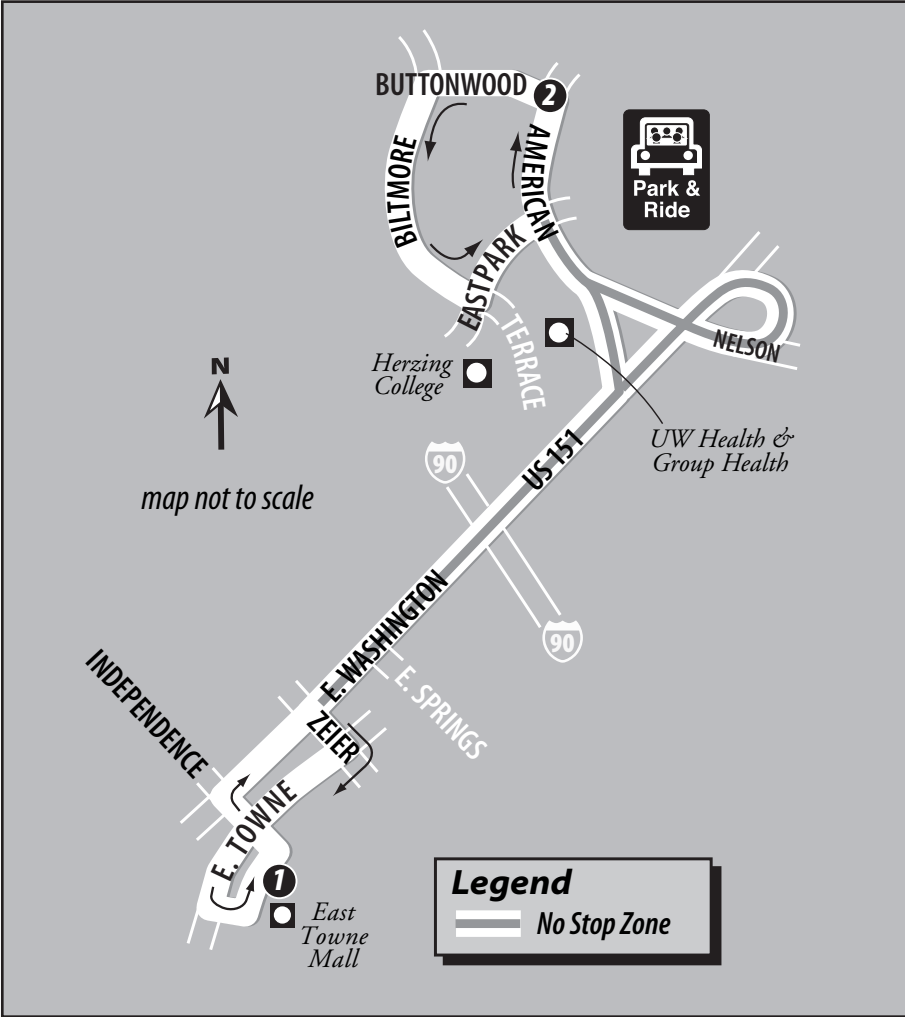 BUTTONWOOD
2
AMERICAN
BILTMORE
Park &
Ride
EASTPARK
TERRACE
NELSON
Herzing
College
N
UW Health &
Group Health
map not to scale
90
US 151
90
E. WASHINGTON
E. SPRINGS
INDEPENDENCE
ZEIER
E. TOWNE
1
East
Towne
Mall
Legend
No Stop Zone